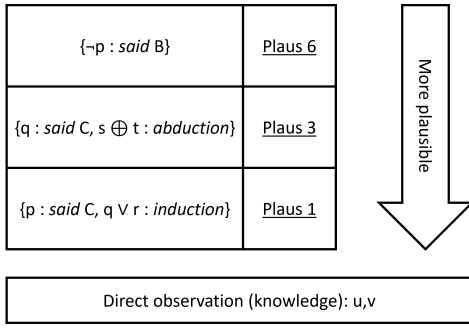 {¬p : said B} Plaus 6
{q : said C, s ⊕ t : abduction} Plaus 3
{p : said C, q ∨ r : induction} Plaus 1
More plausible
Direct observation (knowledge): u,v